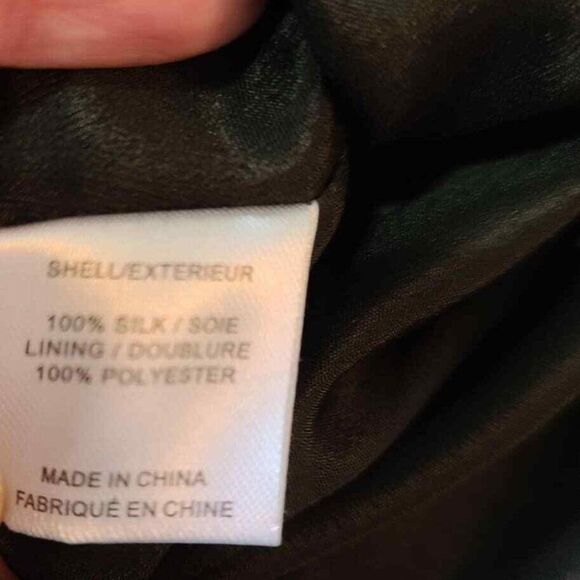 SHELL/EXTERIEUR
100% SILK / SOIE
LINING / DOUBLURE
100% POLYESTER
MADE IN CHINA
FABRIQUÉ EN CHINE